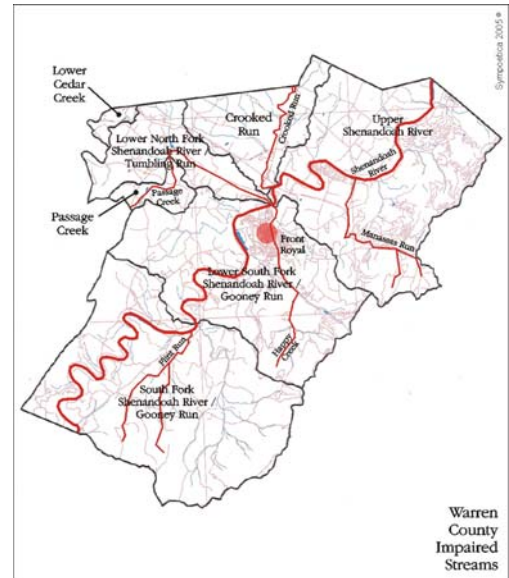 Sympoetica 2005 ©
Lower
Cedar
Creek
Crooked
Run
Crooked Run
Upper
Shenandoah River
Lower North Fork
Shenandoah River /
Tumbling Run
Shenandoah
River
Passage
Creek
Passage
Creek
Manassas Run
Front
Royal
Lower South Fork
Shenandoah River /
Gooney Run
Happy
Creek
Flint Run
South Fork
Shenandoah River /
Gooney Run
Warren
County
Impaired
Streams